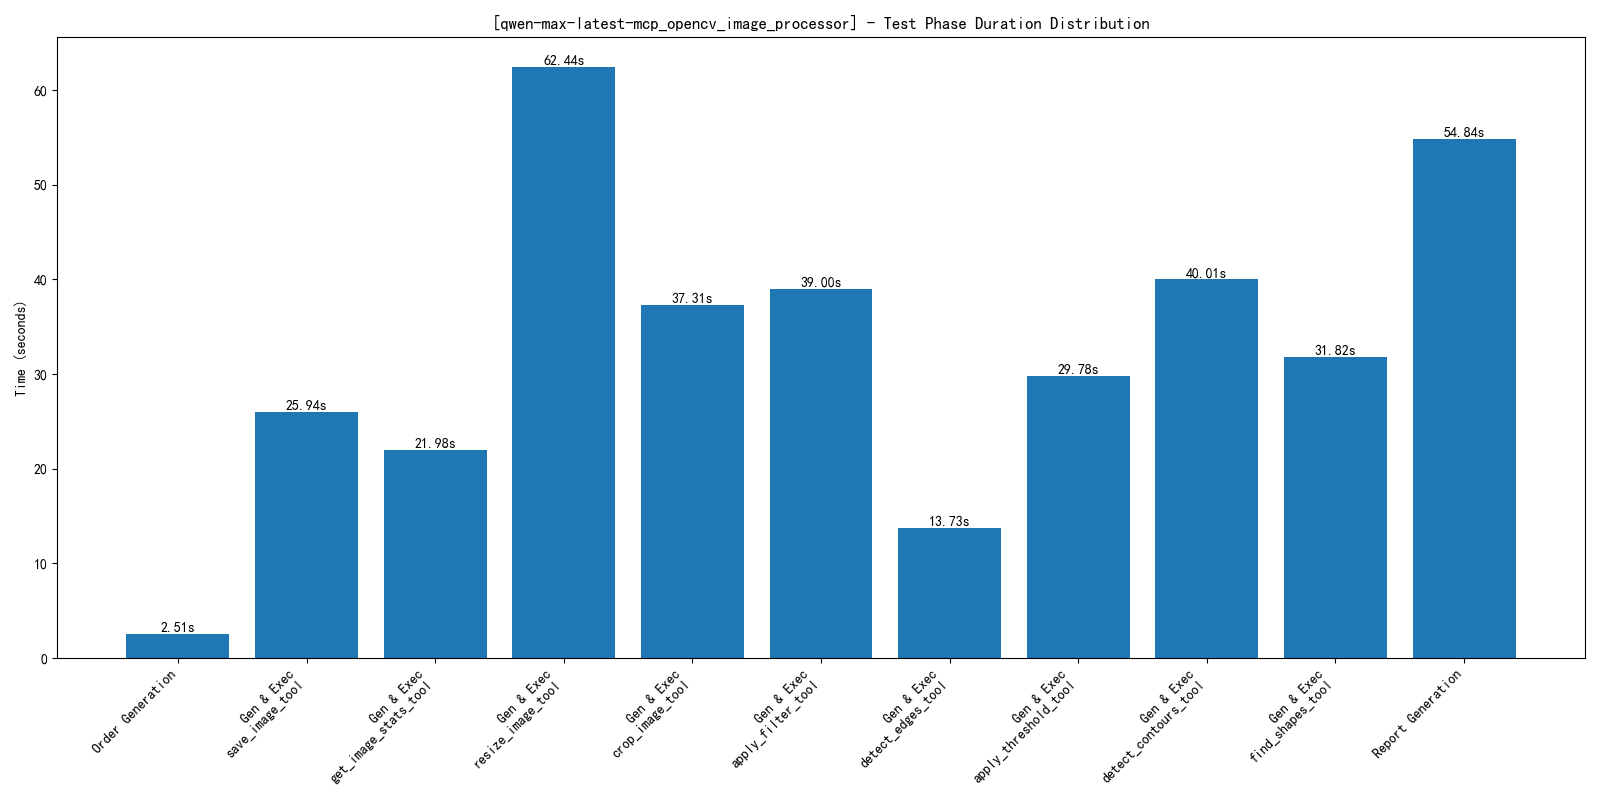 [qwen-max-latest-mcp_opencv_image_processor] - Test Phase Duration Distribution
Time (seconds)
60
50
40
30
20
10
0
2.51s
25.94s
21.98s
62.44s
37.31s
39.00s
13.73s
29.78s
40.01s
31.82s
54.84s
Order Generation
Gen & Exec
save_image_tool
Gen & Exec
get_image_stats_tool
Gen & Exec
resize_image_tool
Gen & Exec
crop_image_tool
Gen & Exec
apply_filter_tool
Gen & Exec
detect_edges_tool
Gen & Exec
apply_threshold_tool
Gen & Exec
detect_contours_tool
Gen & Exec
find_shapes_tool
Report Generation